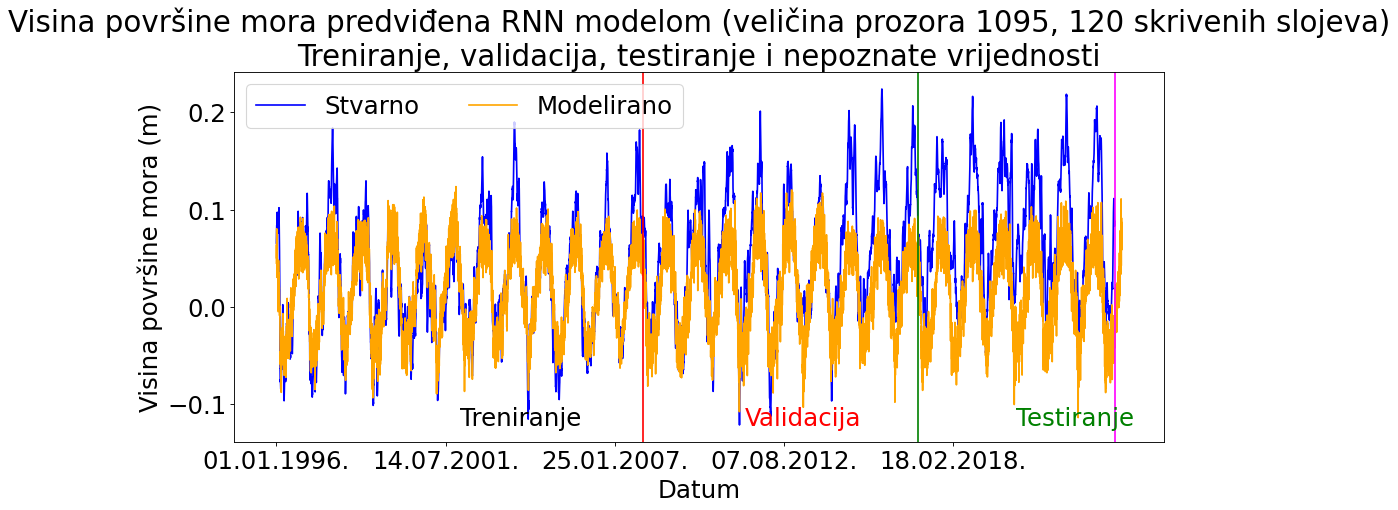 Visina površine mora predviđena RNN modelom (veličina prozora 1095, 120 skrivenih slojeva)
Treniranje, validacija, testiranje i nepoznate vrijednosti
Stvarno
Modelirano
Visina površine mora (m)
0.2
0.1
0.0
−0.1
Treniranje
Validacija
Testiranje
01.01.1996.
14.07.2001.
25.01.2007.
07.08.2012.
18.02.2018.
Datum